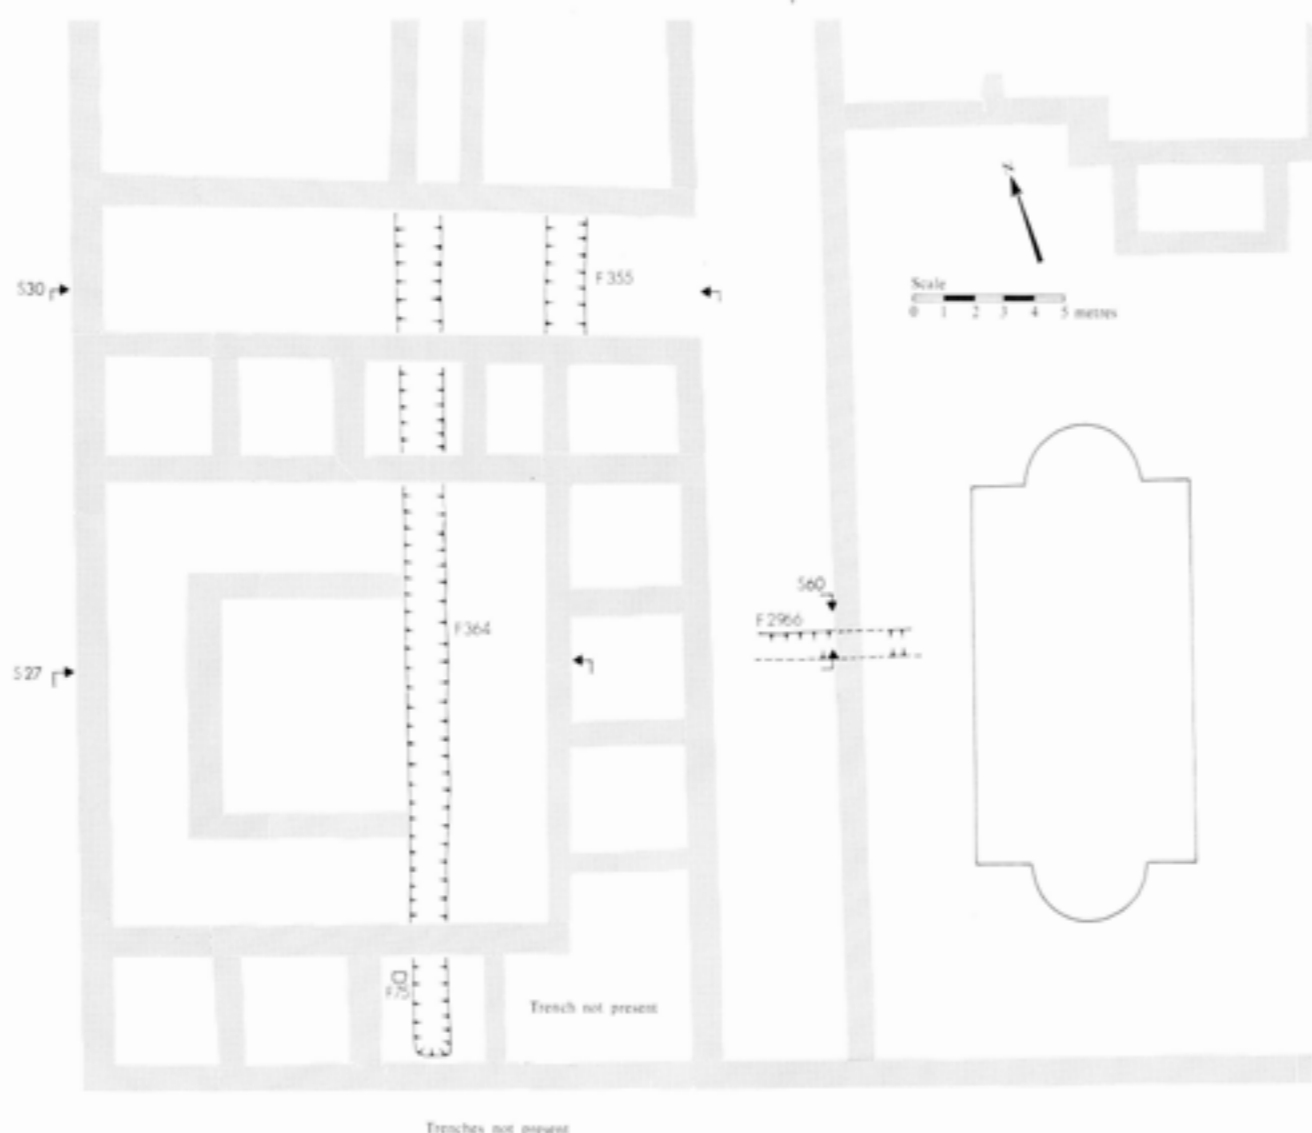 N
F355
S30
Scale
0 1 2 3 4 5 metres
S60
F2966
F364
S27
Trench not present
Trenches not present